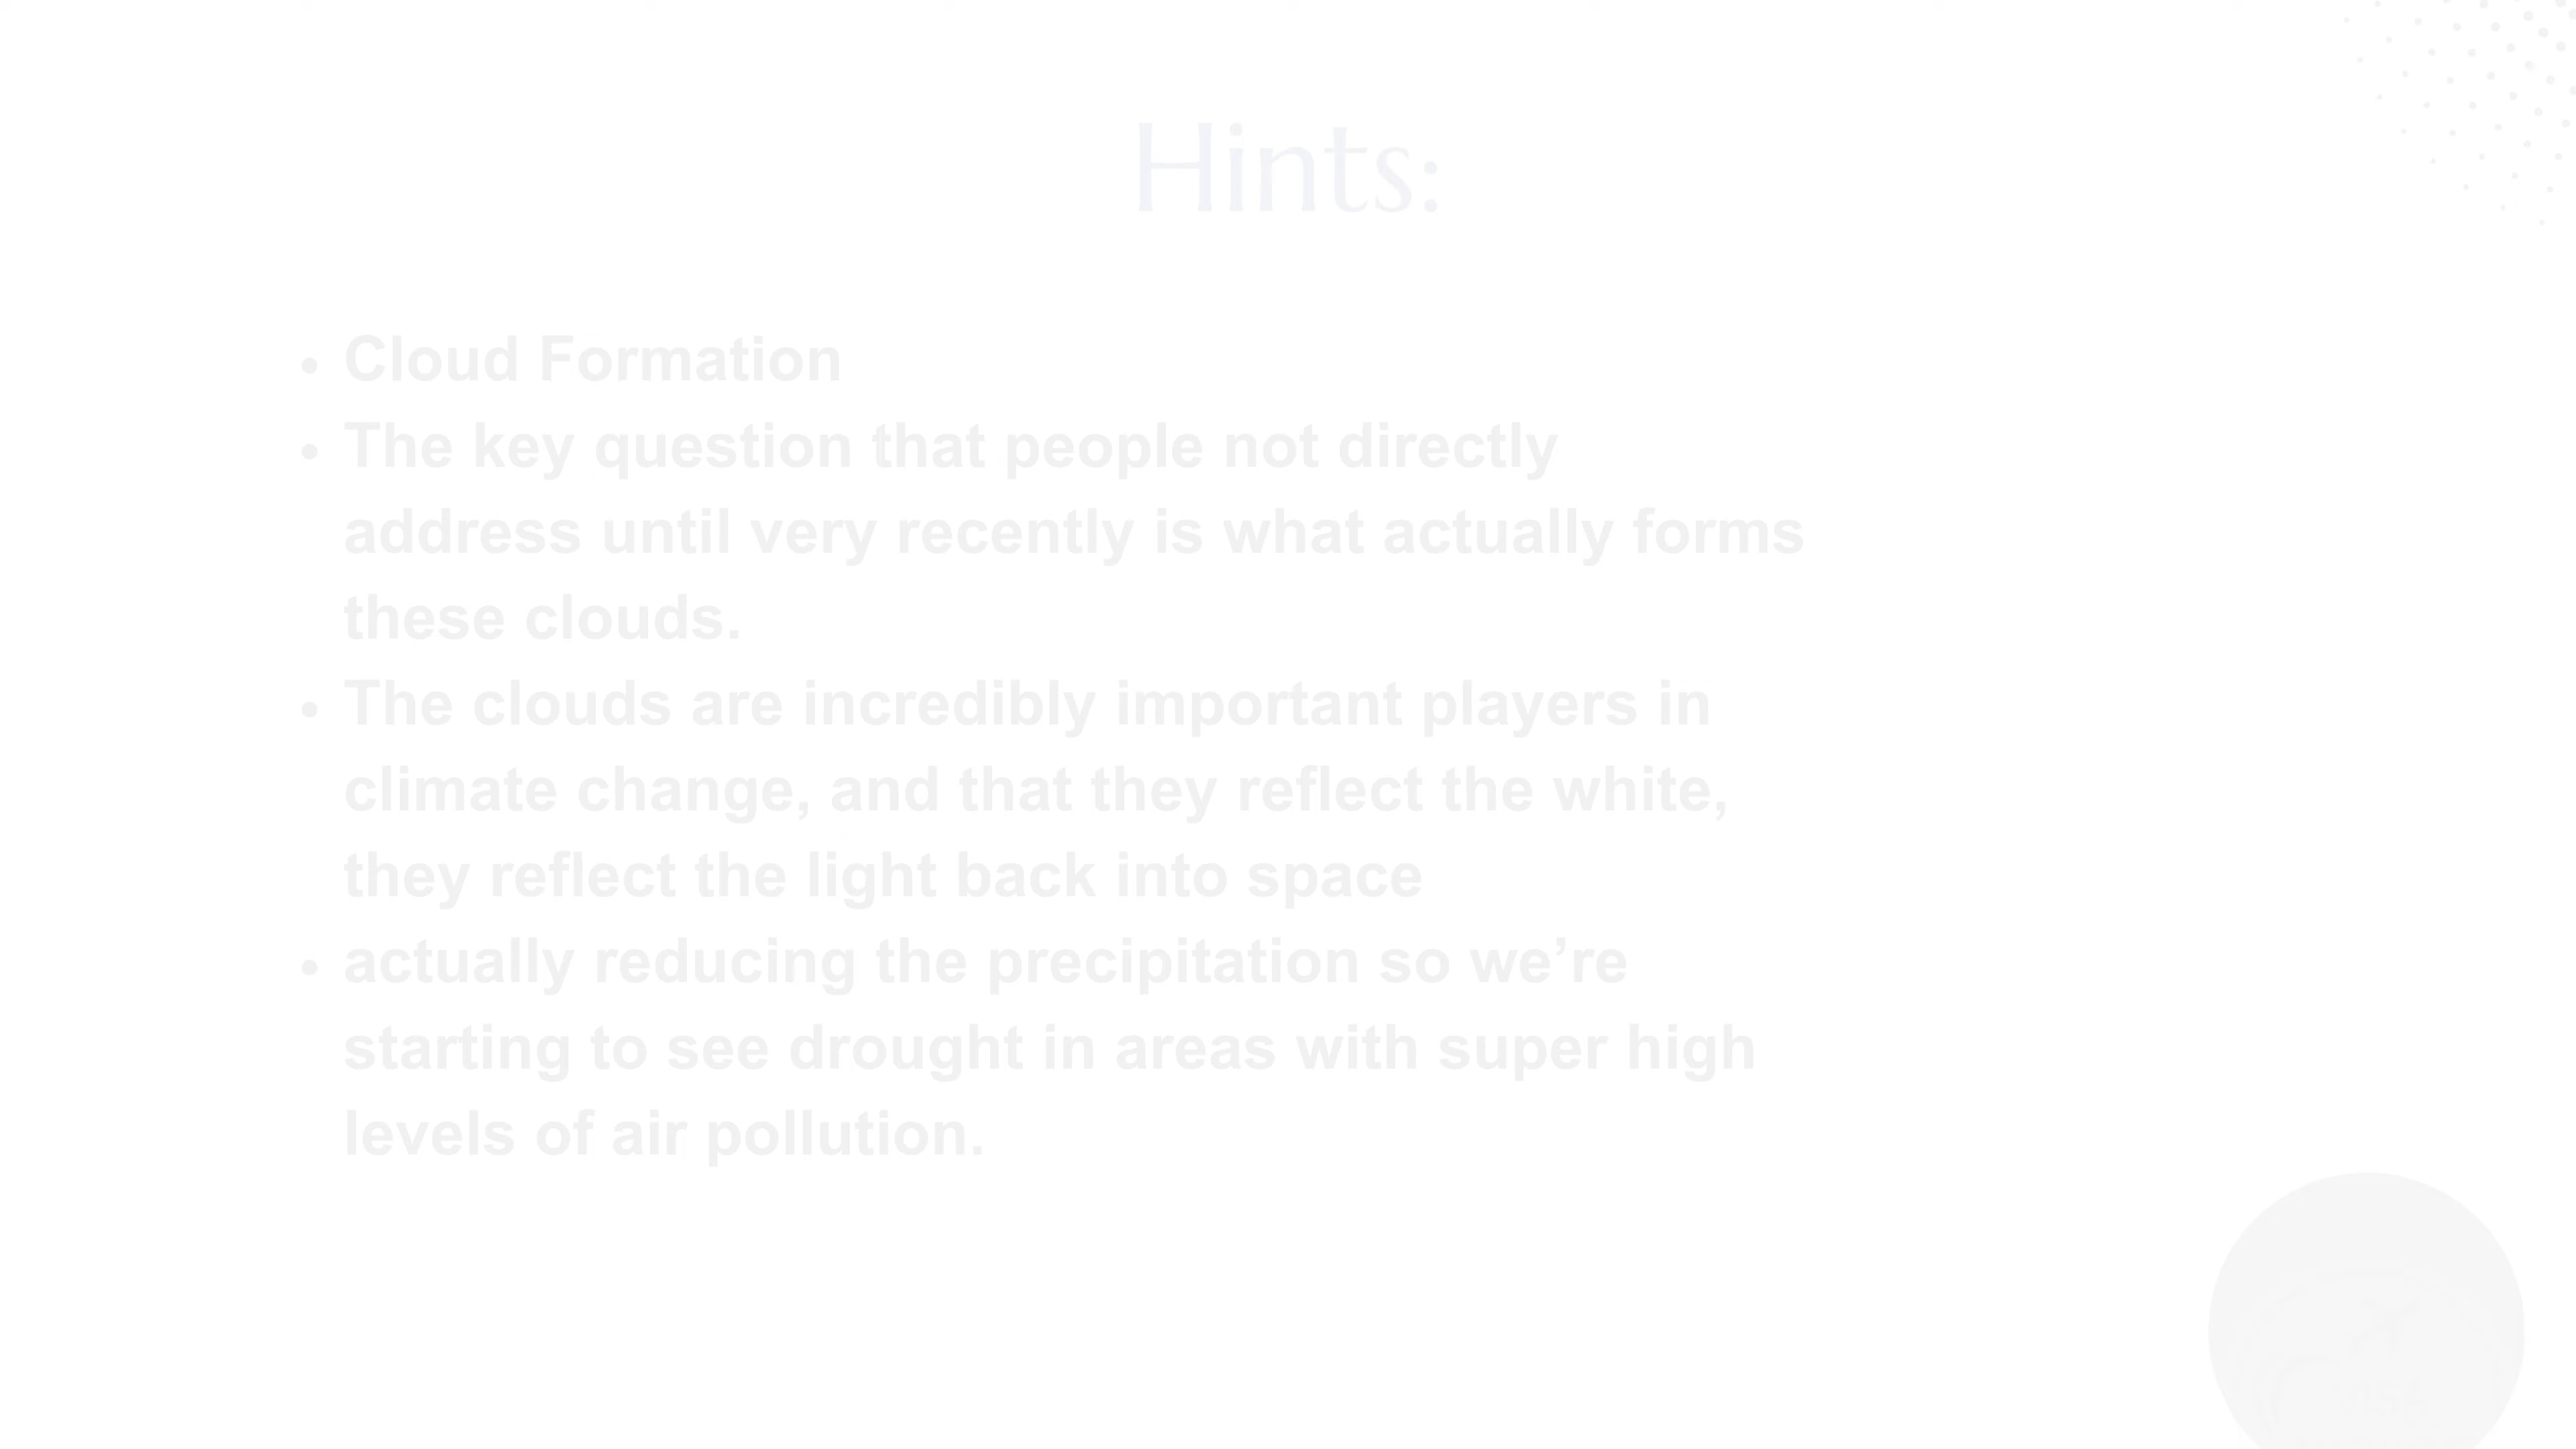 Hints:
• Cloud Formation
• The key question that people not directly
address until very recently is what actually forms
these clouds.
• The clouds are incredibly important players in
climate change, and that they reflect the white,
they reflect the light back into space
• actually reducing the precipitation so we’re
starting to see drought in areas with super high
levels of air pollution.